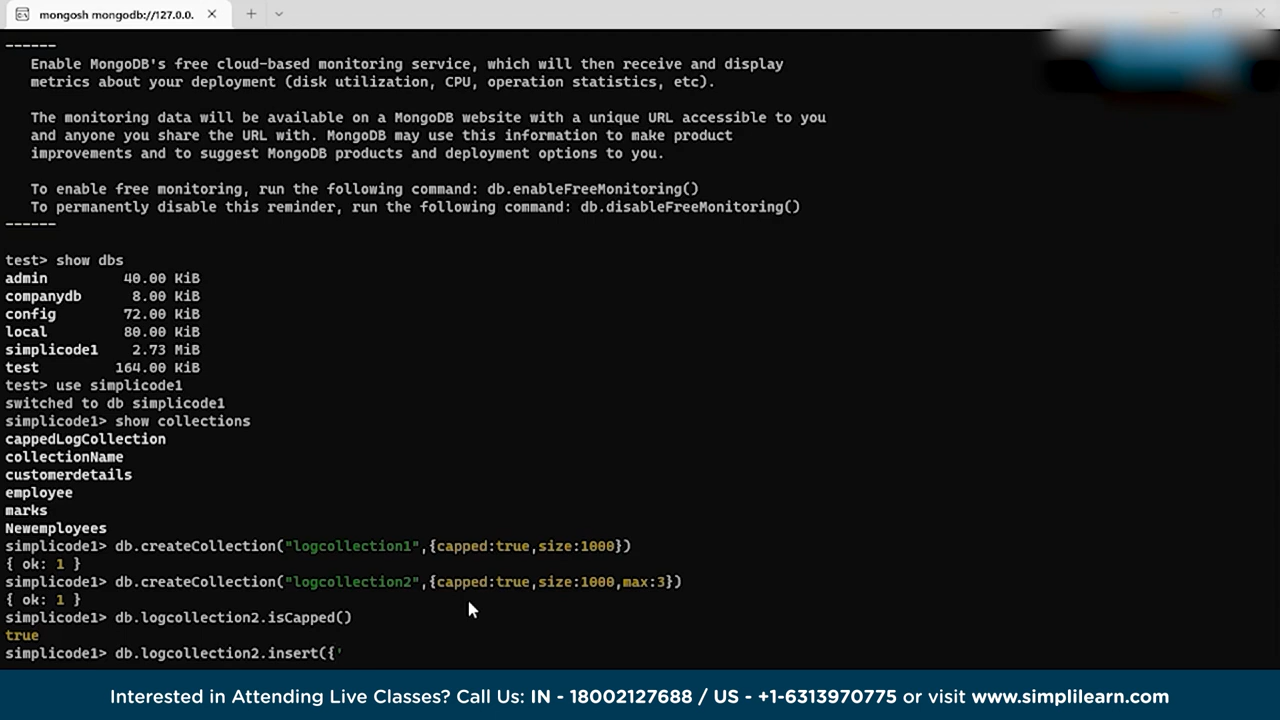 mongosh mongodb://127.0.0.
------
Enable MongoDB's free cloud-based monitoring service, which will then receive and display
metrics about your deployment (disk utilization, CPU, operation statistics, etc).
The monitoring data will be available on a MongoDB website with a unique URL accessible to you
and anyone you share the URL with. MongoDB may use this information to make product
improvements and to suggest MongoDB products and deployment options to you.
To enable free monitoring, run the following command: db.enableFreeMonitoring()
To permanently disable this reminder, run the following command: db.disableFreeMonitoring()
------
test> show dbs
admin 40.00 KiB
companydb 8.00 KiB
config 72.00 KiB
local 80.00 KiB
simplicode1 2.73 MiB
test 164.00 KiB
test> use simplicode1
switched to db simplicode1
simplicode1> show collections
cappedLogCollection
collectionName
customerdetails
employee
marks
Newemployees
simplicode1> db.createCollection("logcollection1",{capped:true,size:1000})
{ ok: 1 }
simplicode1> db.createCollection("logcollection2",{capped:true,size:1000,max:3})
{ ok: 1 }
simplicode1> db.logcollection2.isCapped()
true
simplicode1> db.logcollection2.insert({'
Interested in Attending Live Classes? Call Us: IN - 18002127688 / US - +1-6313970775 or visit www.simplilearn.com